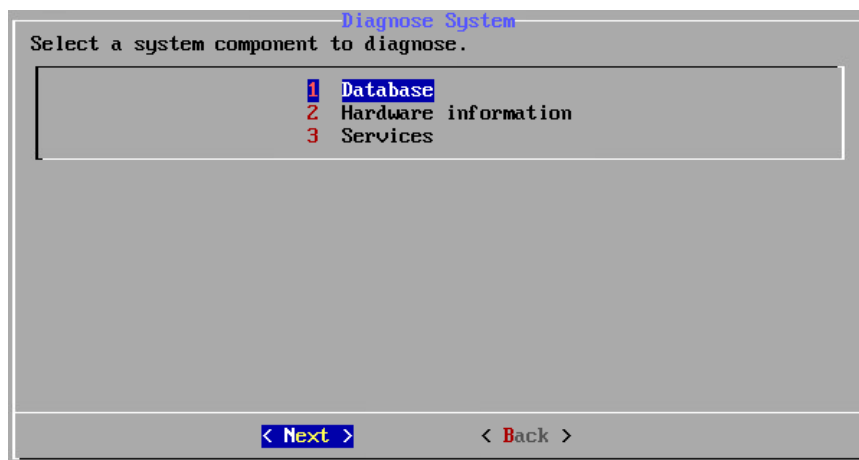 Diagnose System
Select a system component to diagnose.
1 Database
2 Hardware information
3 Services
< Next > < Back >